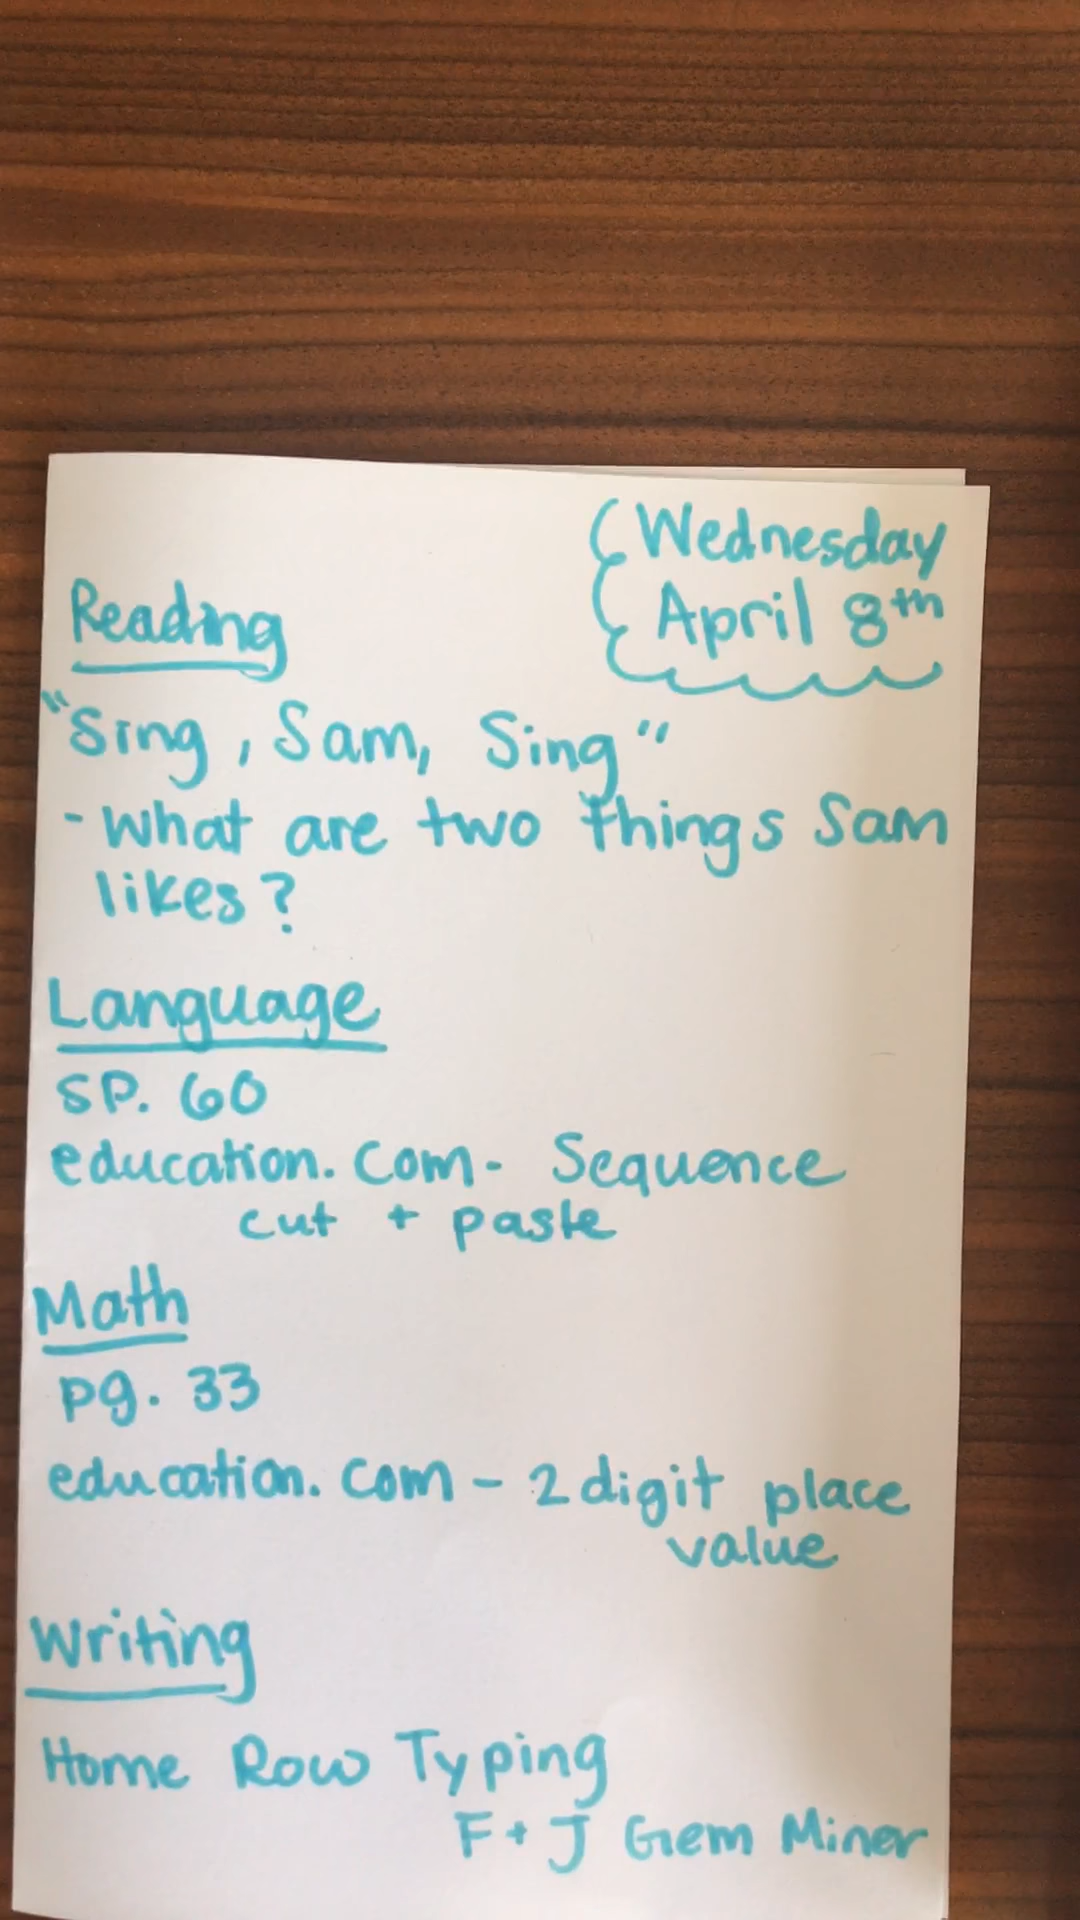 Wednesday
April 8th
Reading
"Sing, Sam, Sing"
- What are two things Sam
likes?
Language
SP. 60
education.com- Sequence
cut + paste
Math
pg. 33
education.com - 2 digit place
value
Writing
Home Row Typing
F + J Gem Miner